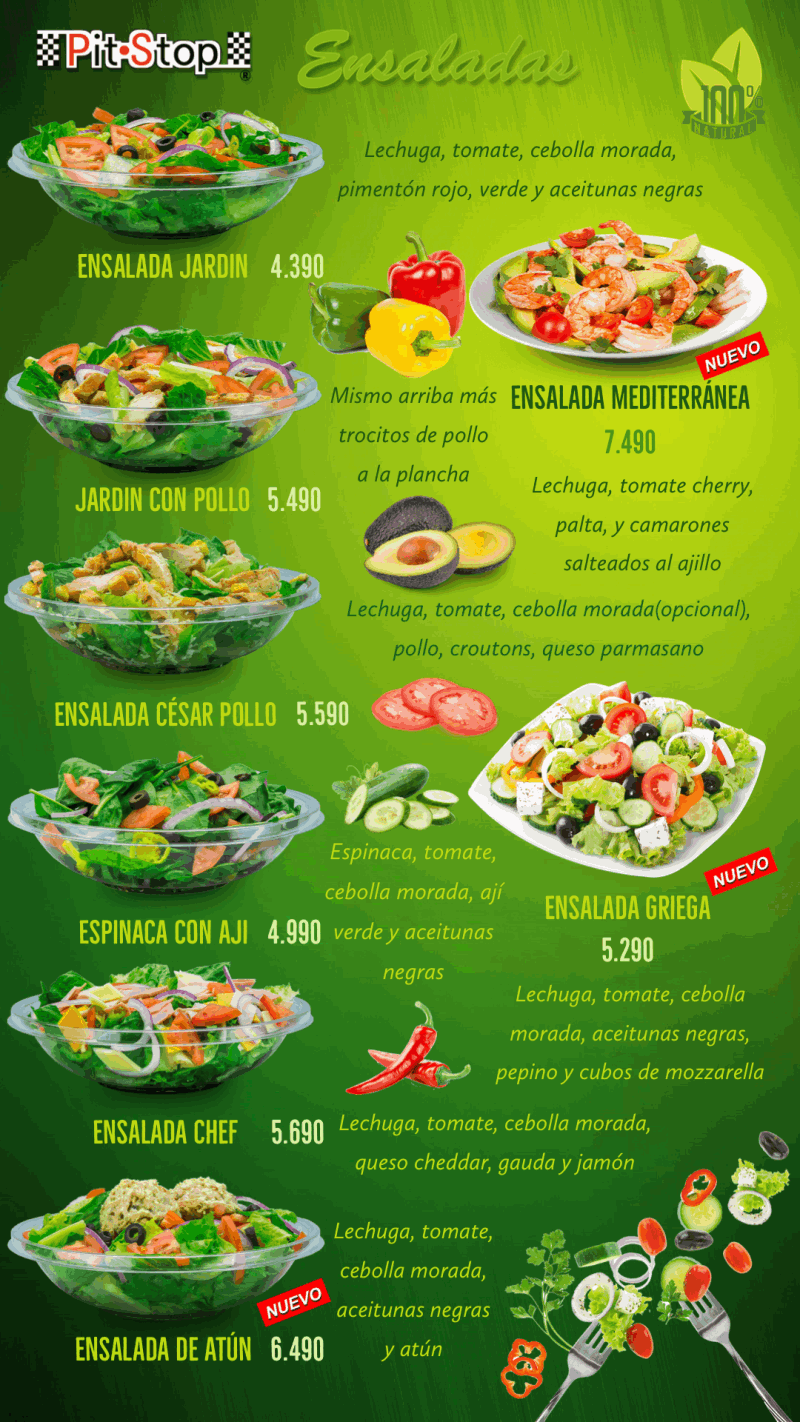 Pit•Stop
®
Ensaladas
100%
NATURAL
Lechuga, tomate, cebolla morada,
pimentón rojo, verde y aceitunas negras
ENSALADA JARDIN 4.390
Mismo arriba más
trocitos de pollo
a la plancha
JARDIN CON POLLO 5.490
NUEVO
ENSALADA MEDITERRÁNEA
7.490
Lechuga, tomate cherry,
palta, y camarones
salteados al ajillo
Lechuga, tomate, cebolla morada(opcional),
pollo, croutons, queso parmasano
ENSALADA CÉSAR POLLO 5.590
Espinaca, tomate,
cebolla morada, ají
verde y aceitunas
negras
ESPINACA CON AJI 4.990
NUEVO
ENSALADA GRIEGA
5.290
Lechuga, tomate, cebolla
morada, aceitunas negras,
pepino y cubos de mozzarella
ENSALADA CHEF 5.690
Lechuga, tomate, cebolla morada,
queso cheddar, gauda y jamón
Lechuga, tomate,
cebolla morada,
aceitunas negras
y atún
NUEVO
ENSALADA DE ATÚN 6.490